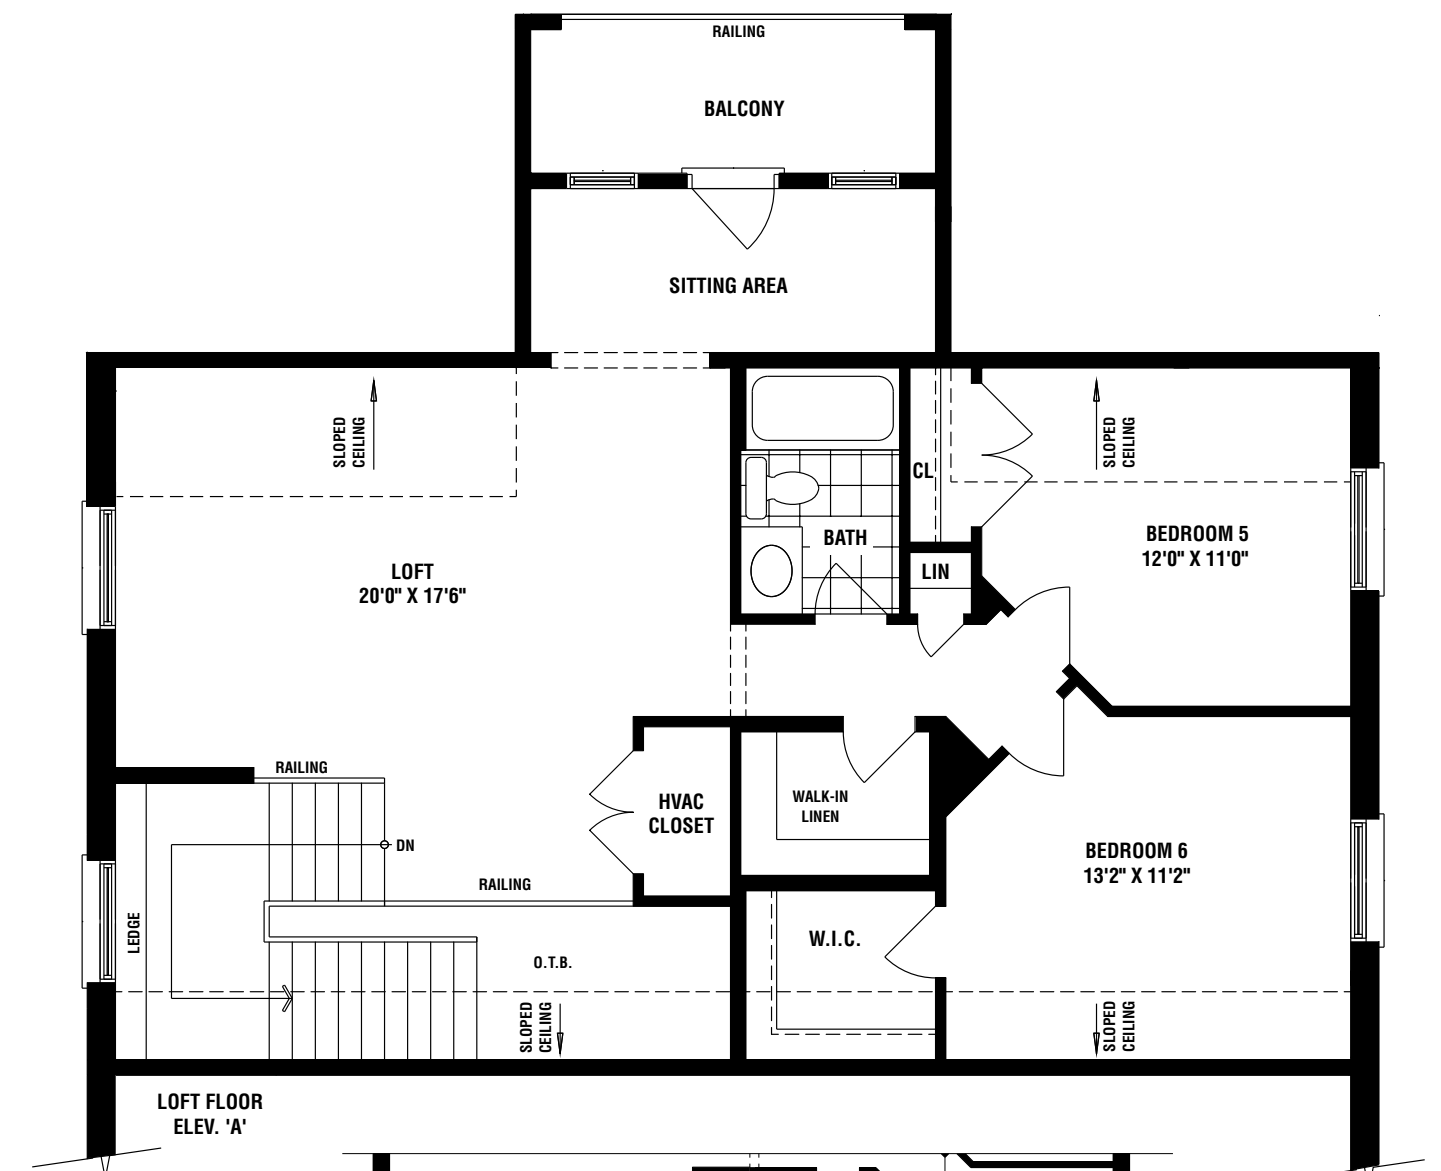 RAILING
BALCONY
SITTING AREA
SLOPED
CEILING
SLOPED
CEILING
CL
BATH
BEDROOM 5
12'0" X 11'0"
LOFT
20'0" X 17'6"
LIN
RAILING
HVAC
CLOSET
WALK-IN
LINEN
DN
BEDROOM 6
13'2" X 11'2"
RAILING
LEDGE
W.I.C.
O.T.B.
SLOPED
CEILING
SLOPED
CEILING
LOFT FLOOR
ELEV. 'A'